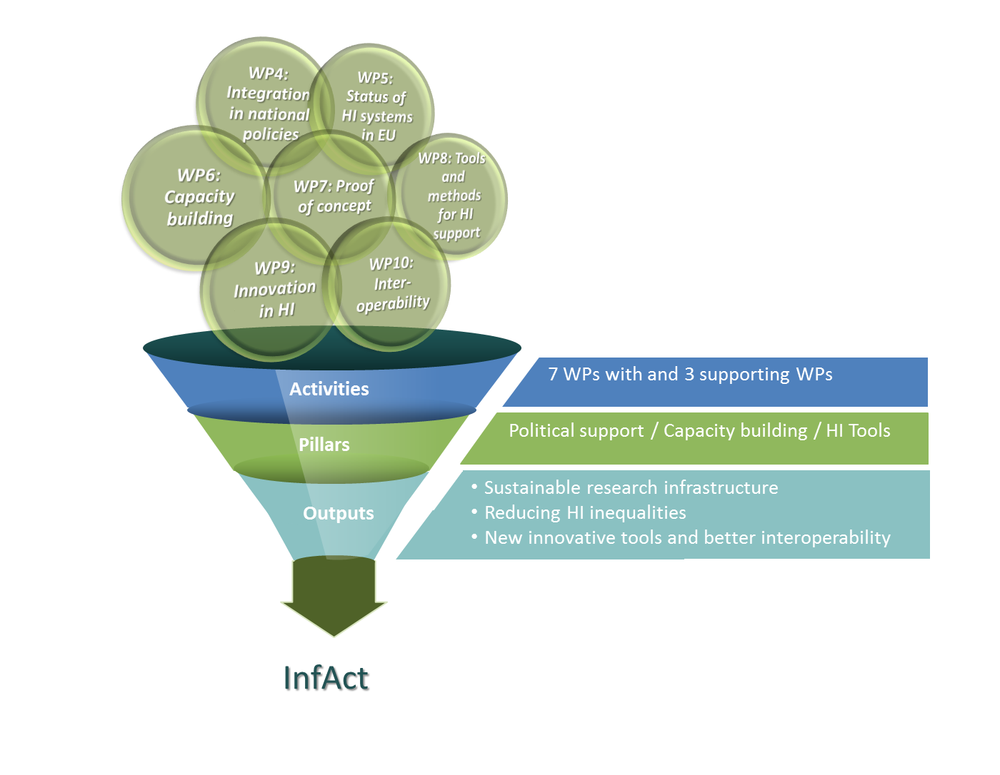 WP4:
Integration
in national
policies
WP5:
Status of
HI systems
in EU
WP6:
Capacity
building
WP7: Proof
of concept
WP8: Tools
and
methods
for HI
support
WP9:
Innovation
in HI
WP10:
Inter-
operability
Activities
7 WPs with and 3 supporting WPs
Pillars
Political support / Capacity building / HI Tools
Outputs
• Sustainable research infrastructure
• Reducing HI inequalities
• New innovative tools and better interoperability
InfAct